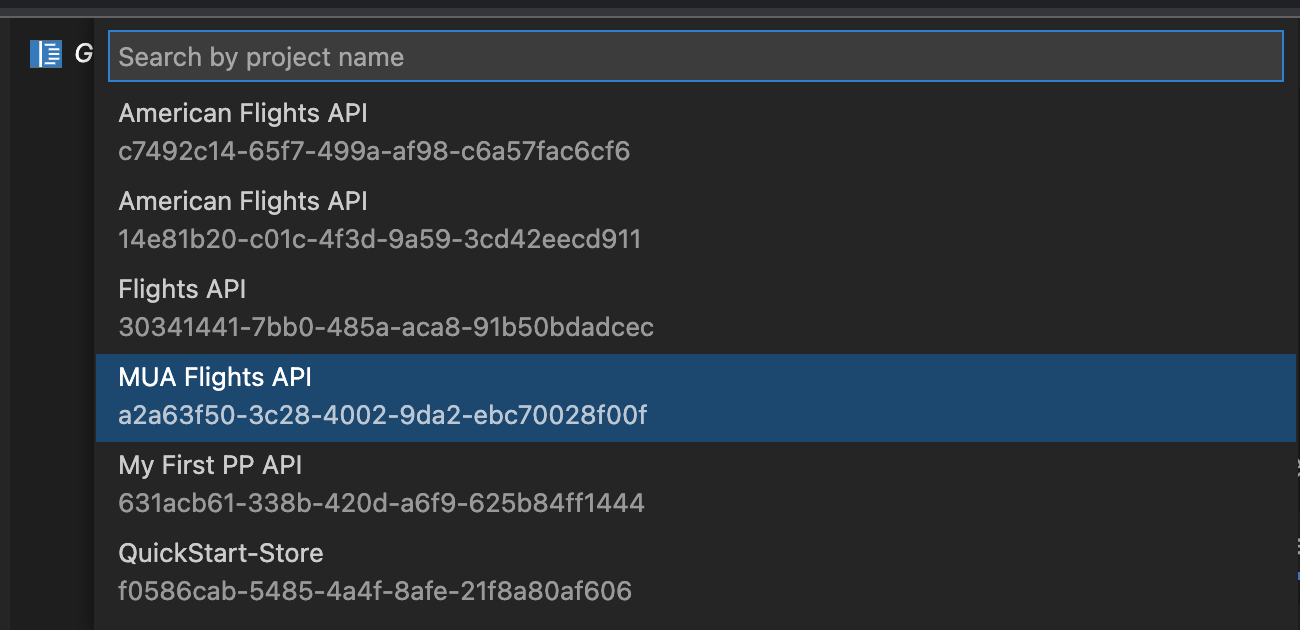 G
Search by project name
American Flights API
c7492c14-65f7-499a-af98-c6a57fac6cf6
American Flights API
14e81b20-c01c-4f3d-9a59-3cd42eecd911
Flights API
30341441-7bb0-485a-aca8-91b50bdadcec
MUA Flights API
a2a63f50-3c28-4002-9da2-ebc70028f00f
My First PP API
631acb61-338b-420d-a6f9-625b84ff1444
QuickStart-Store
f0586cab-5485-4a4f-8afe-21f8a80af606